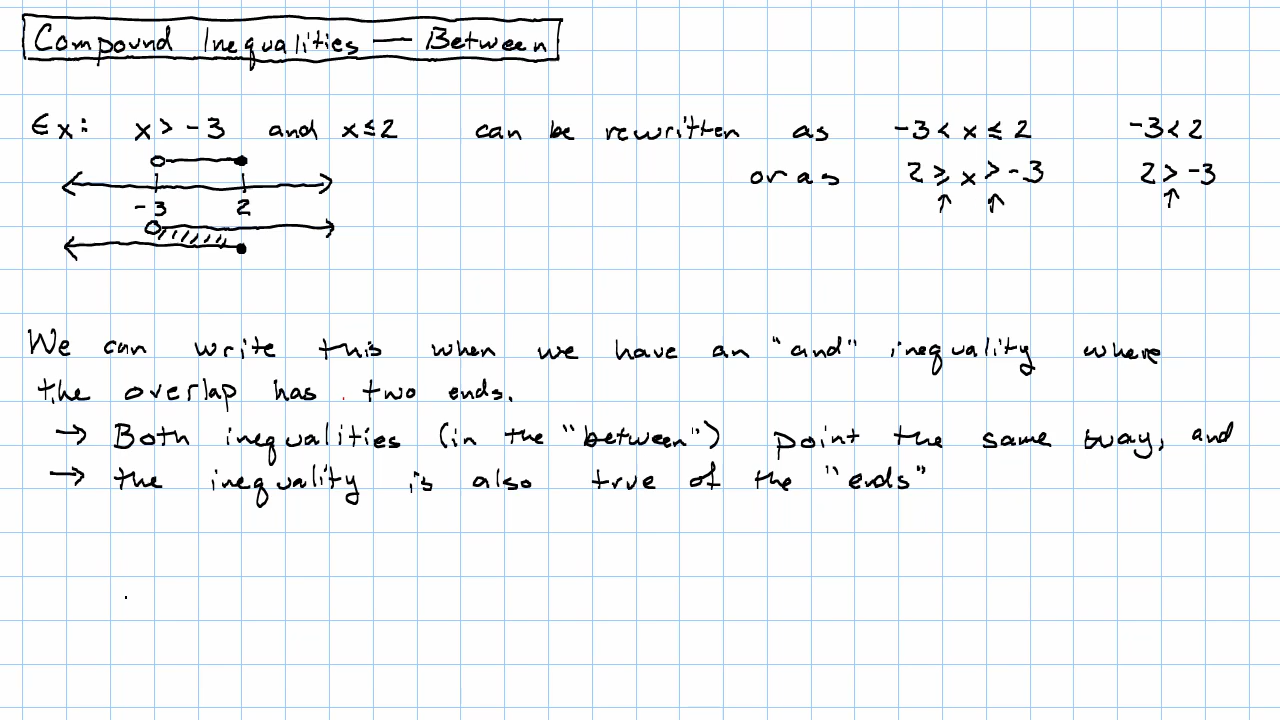 Compound Inequalities — Between
Ex: x > -3 and x ≤ 2 can be rewritten as -3 < x ≤ 2 -3 < 2
or as 2 ≥ x > -3 2 > -3
↑ ↑ ↑
-3 2
We can write this when we have an "and" inequality where
the overlap has two ends.
→ Both inequalities (in the "between") point the same way, and
→ the inequality is also true of the "ends"